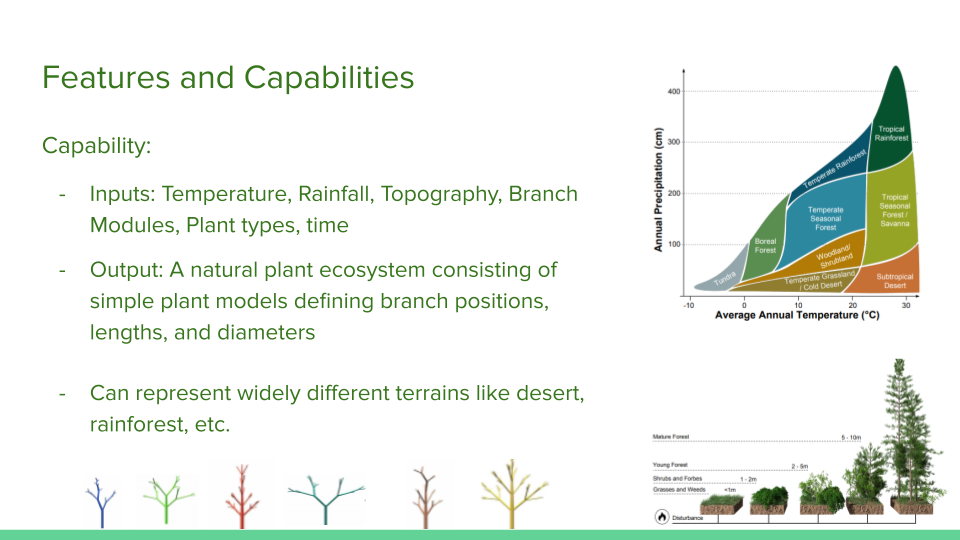 Features and Capabilities
Capability:
- Inputs: Temperature, Rainfall, Topography, Branch
Modules, Plant types, time
- Output: A natural plant ecosystem consisting of
simple plant models defining branch positions,
lengths, and diameters
- Can represent widely different terrains like desert,
rainforest, etc.
Annual Precipitation (cm)
400
300
200
100
Tropical
Rainforest
Temperate Rainforest
Tropical
Seasonal
Forest /
Savanna
Temperate
Seasonal
Forest
Boreal
Forest
Woodland/
Shrubland
Tundra
Temperate Grassland
/ Cold Desert
Subtropical
Desert
-10 0 10 20 30
Average Annual Temperature (°C)
Mature Forest 5 - 10m
Young Forest 2 - 5m
Shrubs and Forbes 1 - 2m
Grasses and Weeds <1m
Disturbance